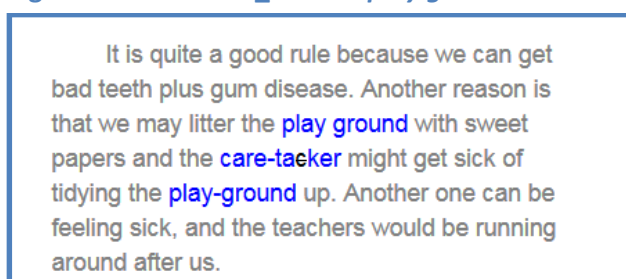 It is quite a good rule because we can get
bad teeth plus gum disease. Another reason is
that we may litter the play ground with sweet
papers and the care-tacker might get sick of
tidying the play-ground up. Another one can be
feeling sick, and the teachers would be running
around after us.